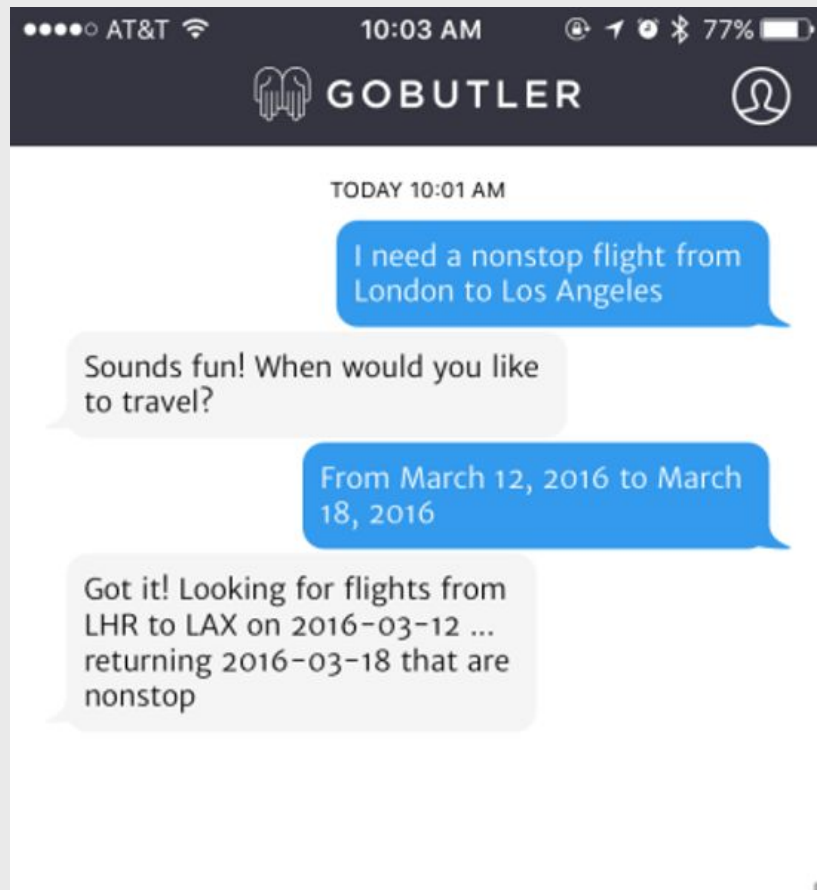 AT&T 10:03 AM 77%
GOBUTLER
TODAY 10:01 AM
I need a nonstop flight from
London to Los Angeles
Sounds fun! When would you like
to travel?
From March 12, 2016 to March
18, 2016
Got it! Looking for flights from
LHR to LAX on 2016-03-12 ...
returning 2016-03-18 that are
nonstop